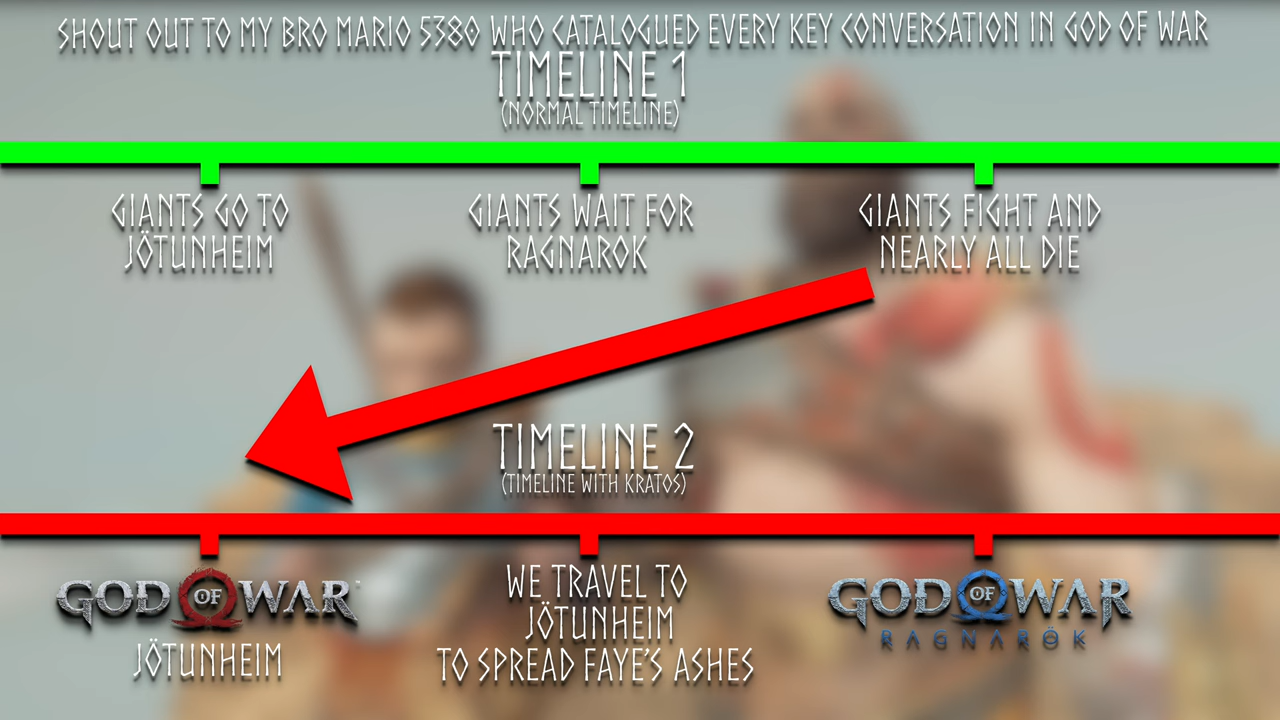 SHOUT OUT TO MY BRO MARIO 5380 WHO CATALOGUED EVERY KEY CONVERSATION IN GOD OF WAR
TIMELINE 1
(NORMAL TIMELINE)
GIANTS GO TO
JÖTUNHEIM
GIANTS WAIT FOR
RAGNAROK
GIANTS FIGHT AND
NEARLY ALL DIE
TIMELINE 2
(TIMELINE WITH KRATOS)
GOD OF WAR
JÖTUNHEIM
WE TRAVEL TO
JÖTUNHEIM
TO SPREAD FAYE'S ASHES
GOD OF WAR
RAGNARÖK